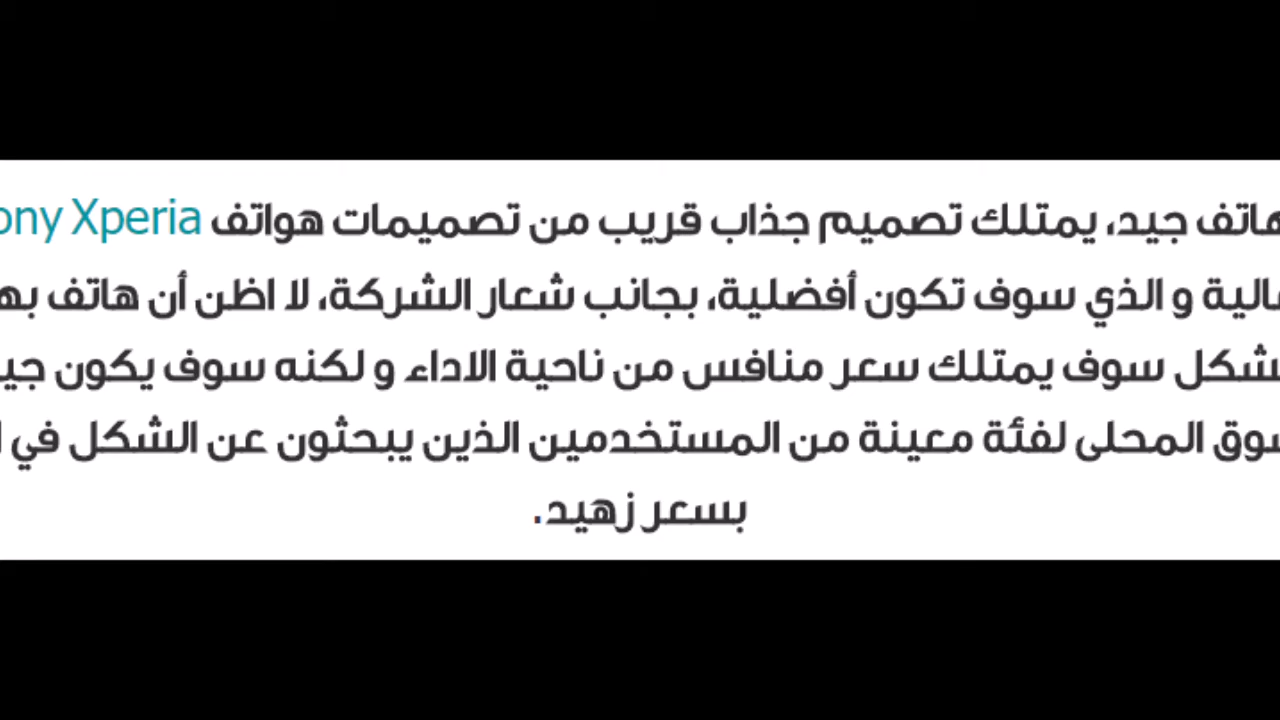 هاتف جيد، يمتلك تصميم جذاب قريب من تصميمات هواتف ony Xperia
الية و الذي سوف تكون أفضلية، بجانب شعار الشركة، لا اظن أن هاتف به
شكل سوف يمتلك سعر منافس من ناحية الاداء و لكنه سوف يكون جي
سوق المحلى لفئة معينة من المستخدمين الذين يبحثون عن الشكل في ا
بسعر زهيد.